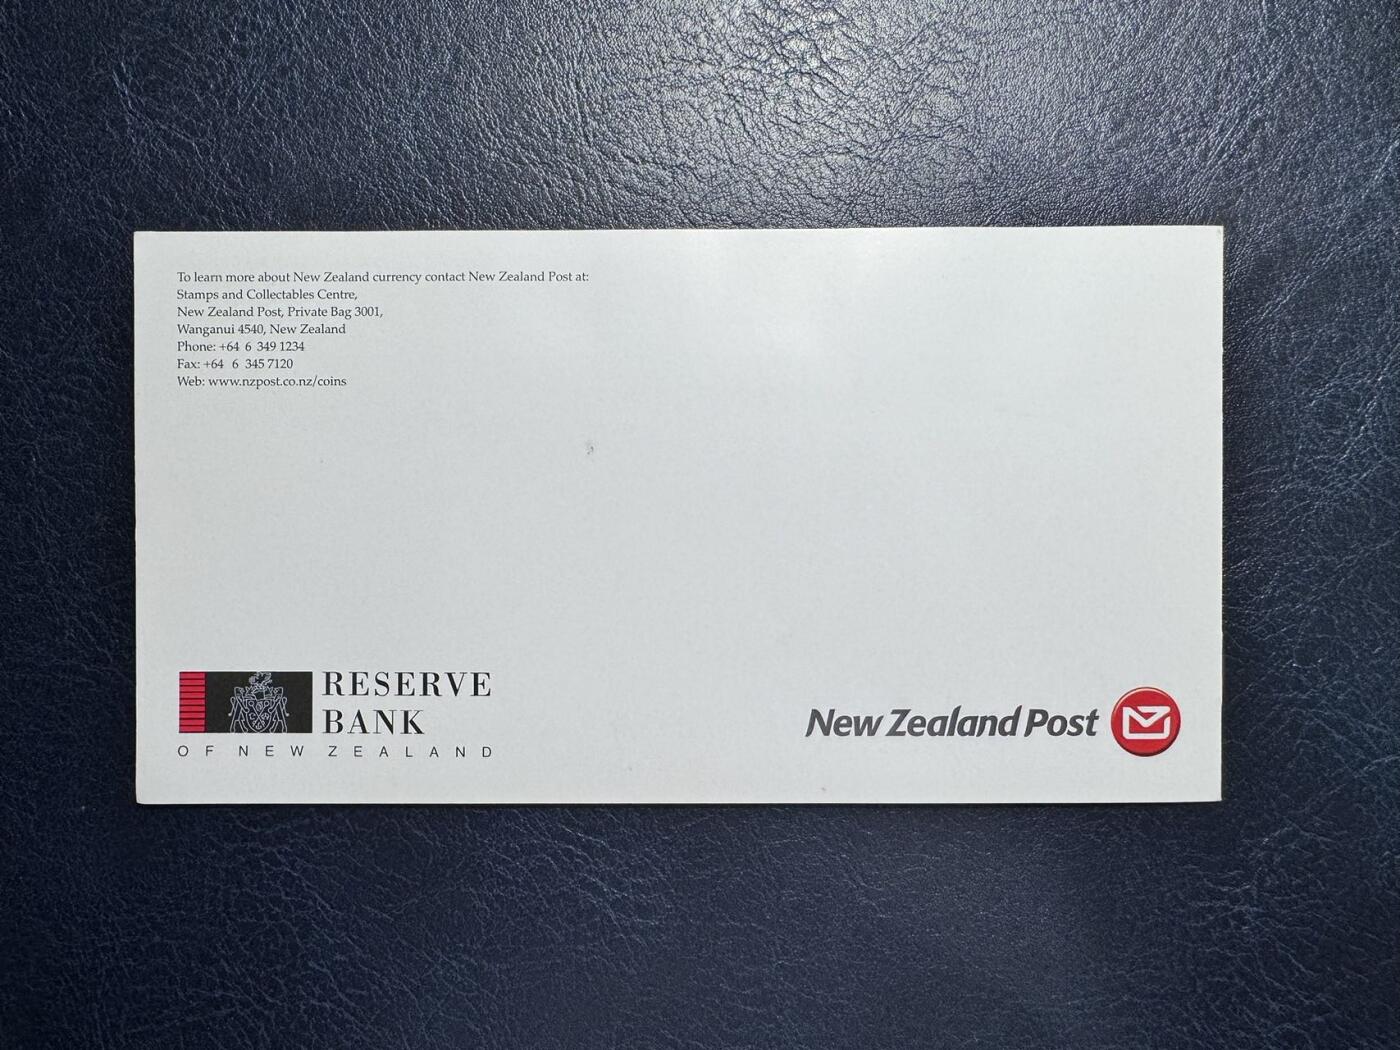 To learn more about New Zealand currency contact New Zealand Post at:
Stamps and Collectables Centre,
New Zealand Post, Private Bag 3001,
Wanganui 4540, New Zealand
Phone: +64 6 349 1234
Fax: +64 6 345 7120
Web: www.nzpost.co.nz/coins
RESERVE
BANK
OF NEW ZEALAND
New Zealand Post